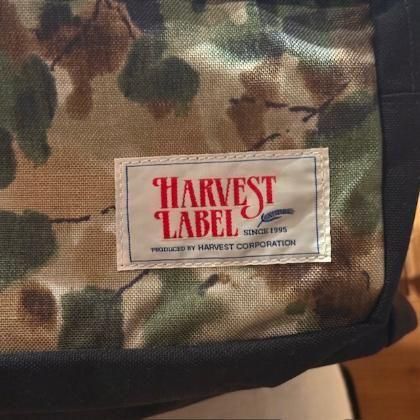 HARVEST
LABEL
SINCE 1995
PRODUCED BY HARVEST CORPORATION